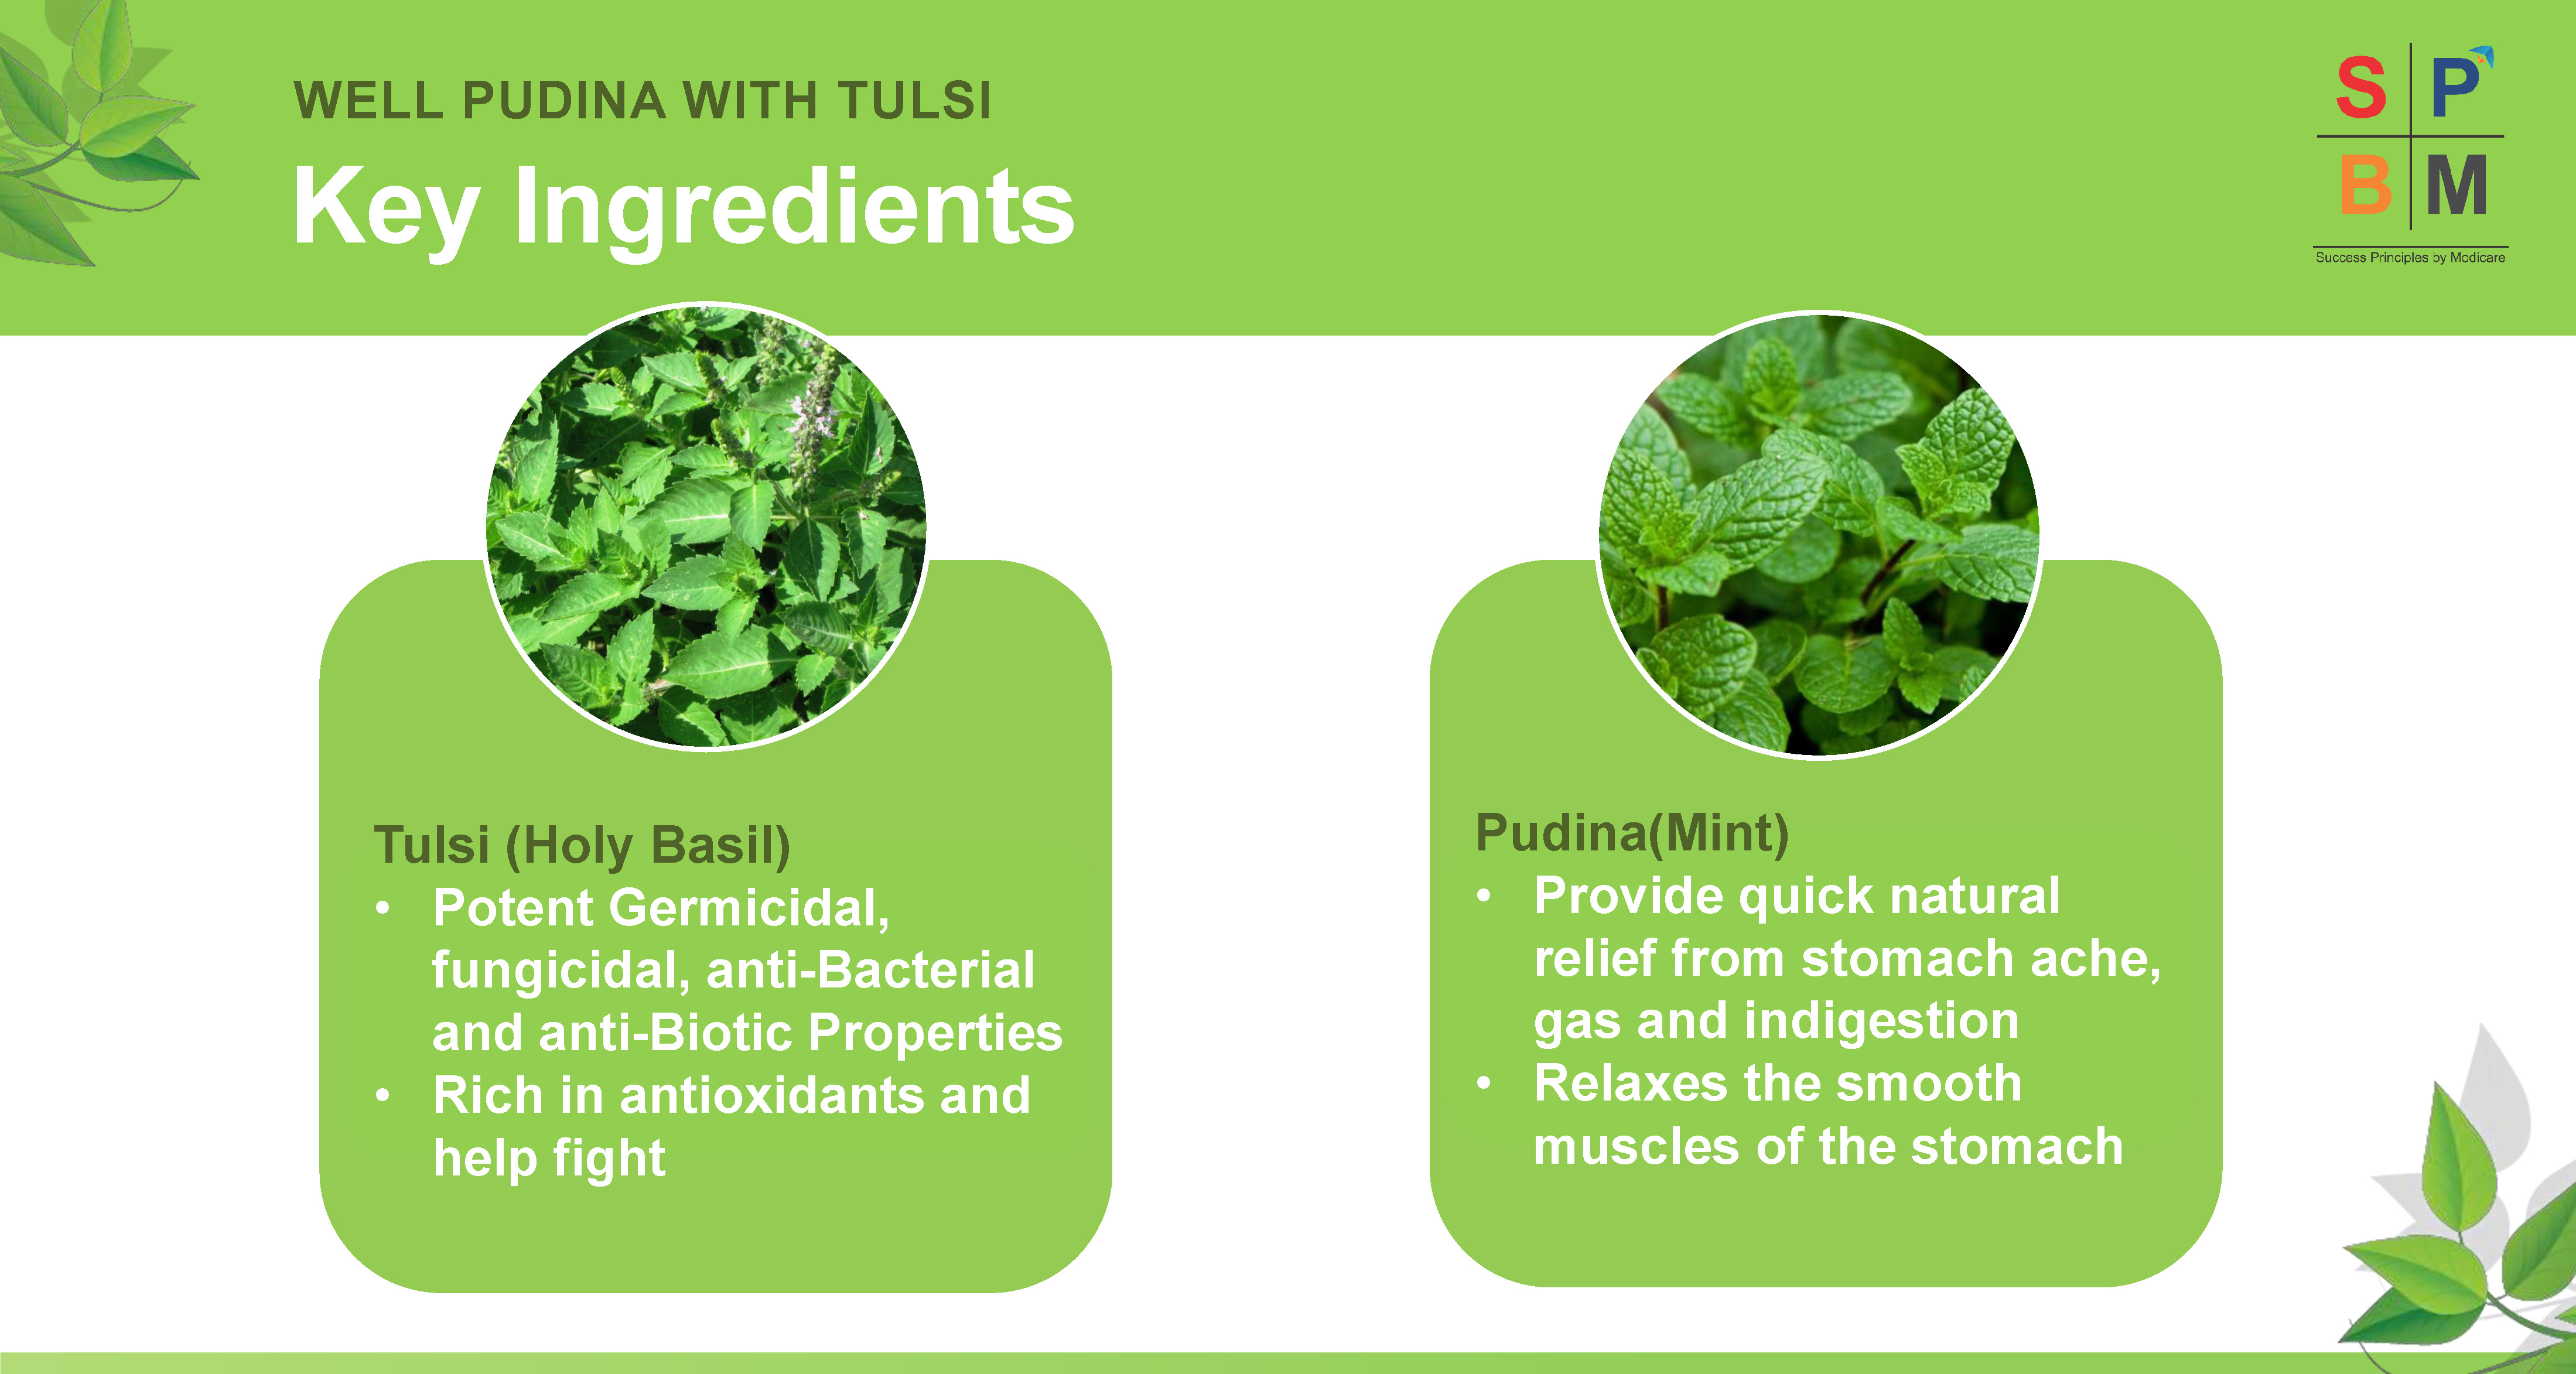 WELL PUDINA WITH TULSI
Key Ingredients
S P
B M
Success Principles by Modicare
Tulsi (Holy Basil)
• Potent Germicidal,
fungicidal, anti-Bacterial
and anti-Biotic Properties
• Rich in antioxidants and
help fight
Pudina(Mint)
• Provide quick natural
relief from stomach ache,
gas and indigestion
• Relaxes the smooth
muscles of the stomach